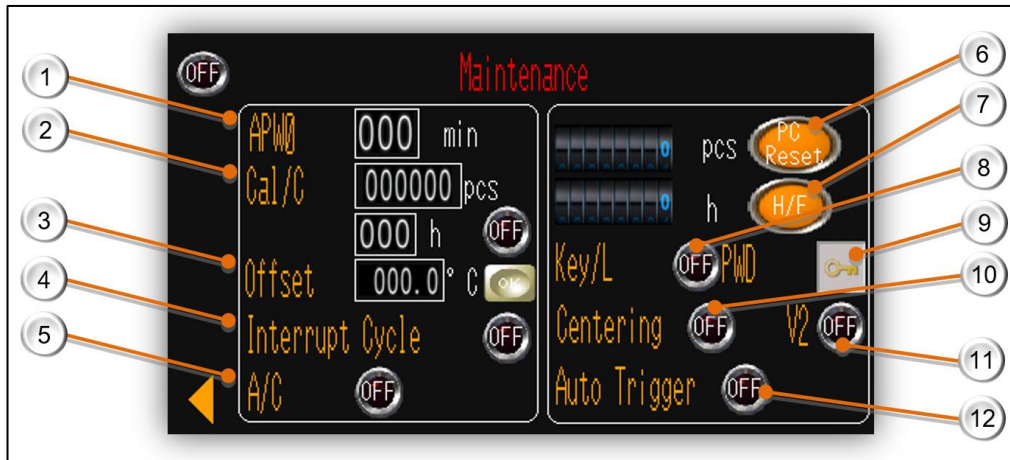 OFF
Maintenance
APWØ 000 min
Cal/C 000000 pcs
000 h OFF
Offset 000.0 ° C OK
Interrupt Cycle OFF
A/C OFF
0 pcs PC Reset
0 h H/F
Key/L OFF PWD
Centering OFF V2 OFF
Auto Trigger OFF
1
2
3
4
5
6
7
8
9
10
11
12